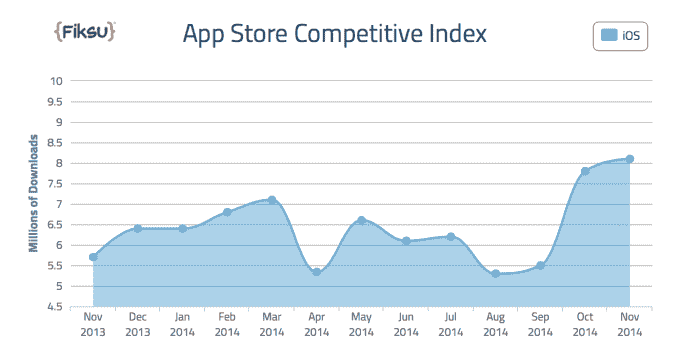 {Fiksu}
App Store Competitive Index
iOS
Millions of Downloads
10
9.5
9
8.5
8
7.5
7
6.5
6
5.5
5
4.5
Nov 2013
Dec 2013
Jan 2014
Feb 2014
Mar 2014
Apr 2014
May 2014
Jun 2014
Jul 2014
Aug 2014
Sep 2014
Oct 2014
Nov 2014